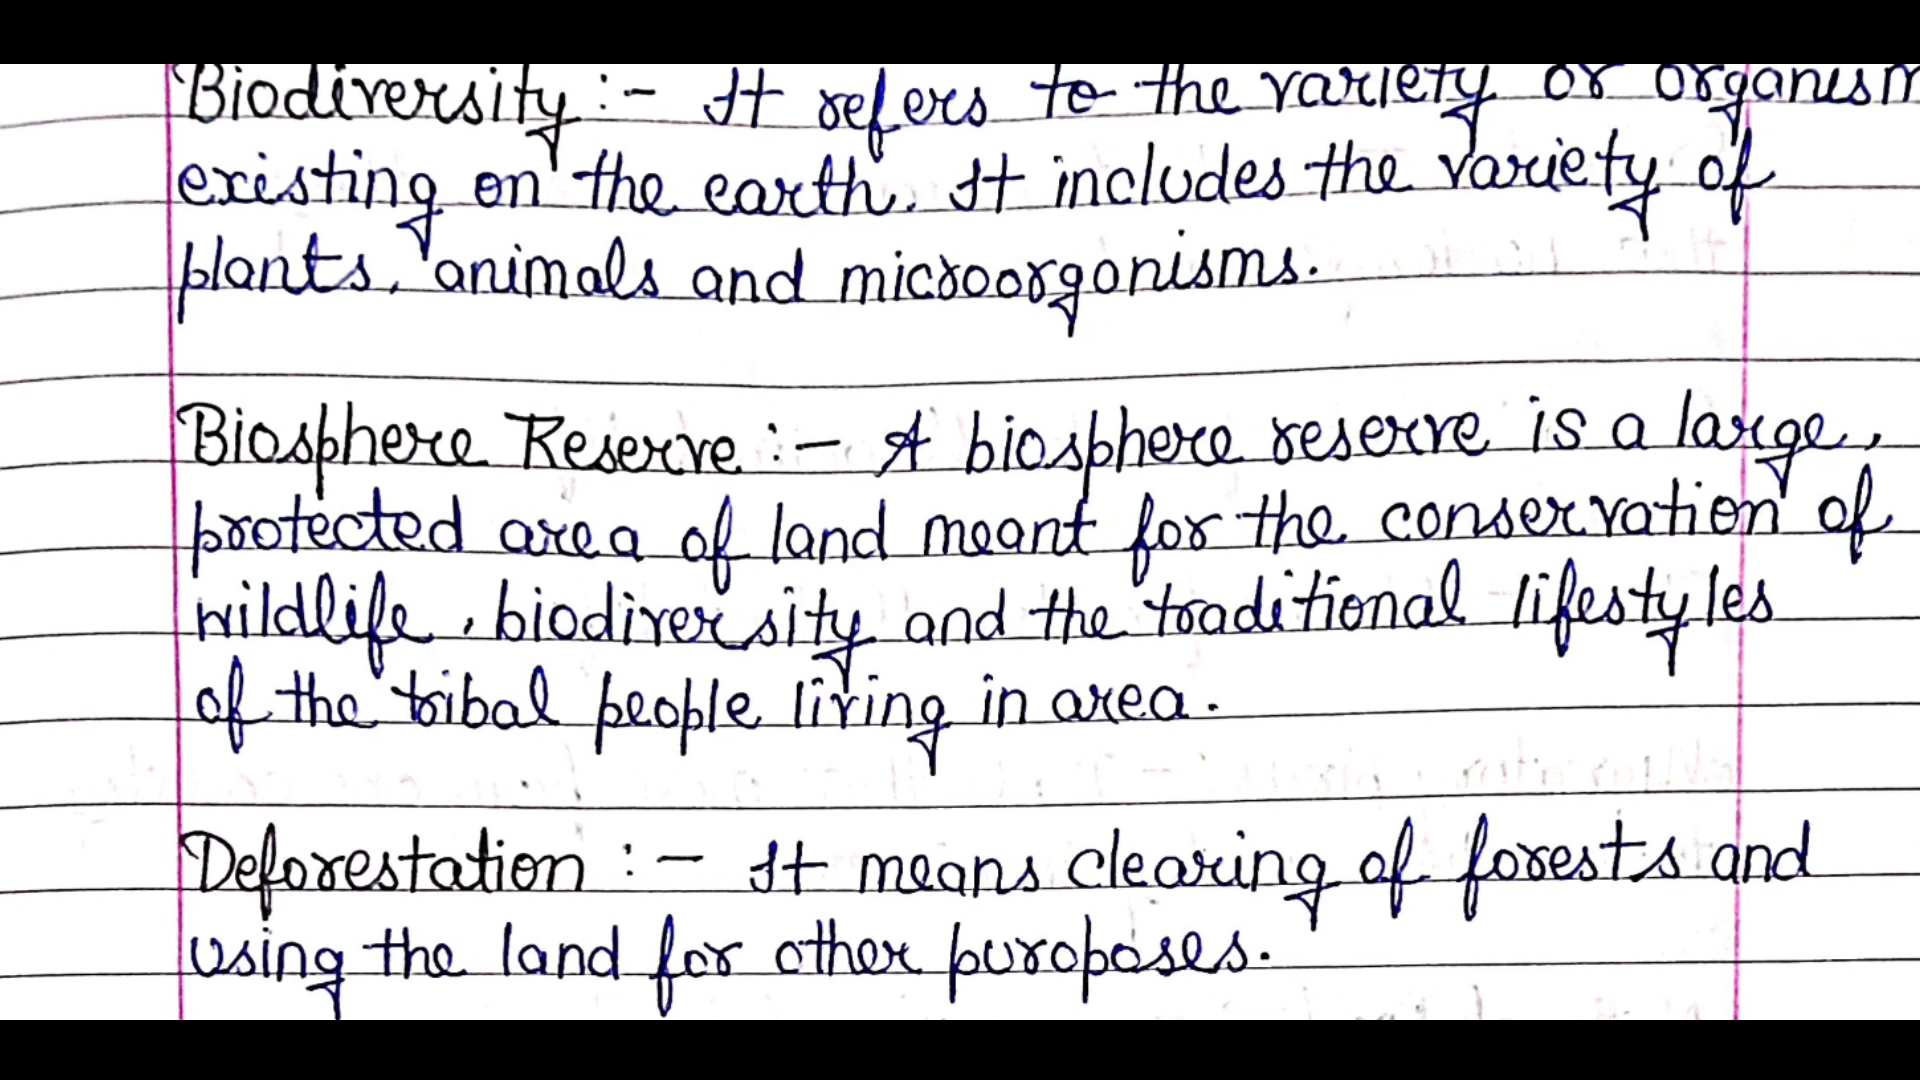 Biodiversity :- It refers to the variety or organism
existing on the earth. It includes the variety of
plants, animals and microorganisms.
Biosphere Reserve :- A biosphere reserve is a large,
protected area of land meant for the conservation of
wildlife, biodiversity and the traditional lifestyles
of the tribal people living in area.
Deforestation :- It means clearing of forests and
using the land for other puroposes.